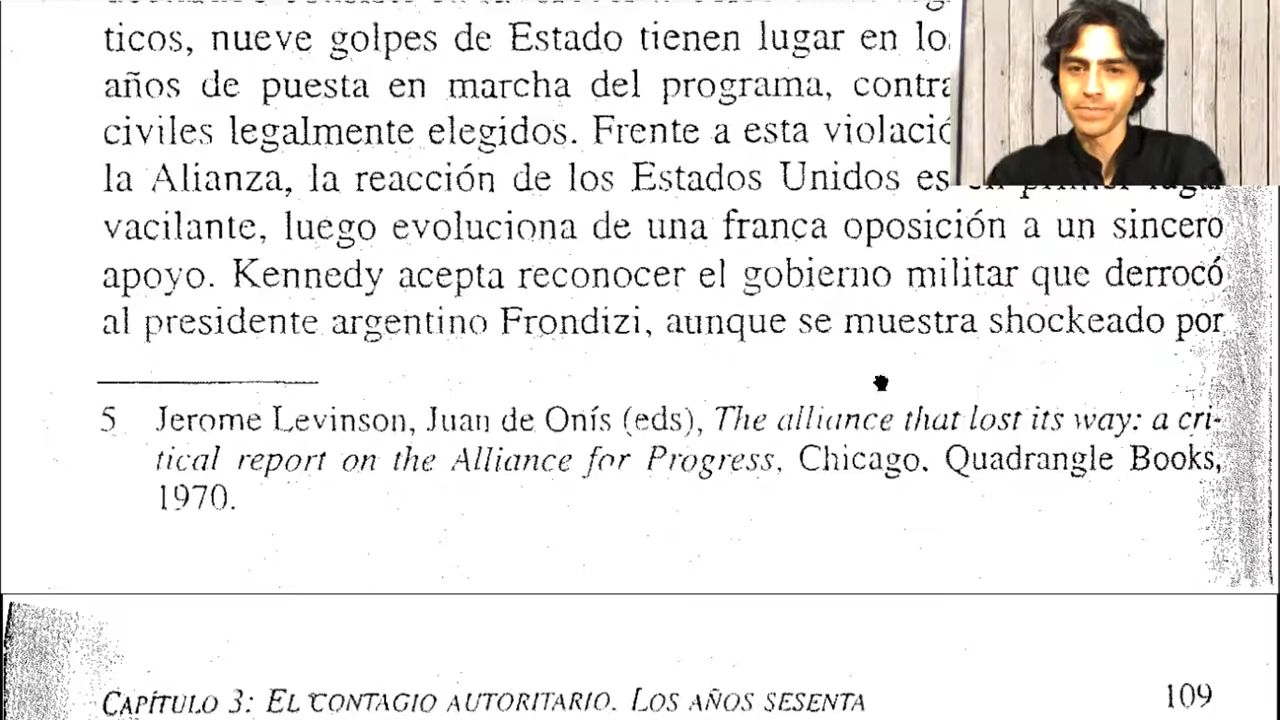 ticos, nueve golpes de Estado tienen lugar en lo
años de puesta en marcha del programa, contra
civiles legalmente elegidos. Frente a esta violació
la Alianza, la reacción de los Estados Unidos es en primer lugar
vacilante, luego evoluciona de una franca oposición a un sincero
apoyo. Kennedy acepta reconocer el gobierno militar que derrocó
al presidente argentino Frondizi, aunque se muestra shockeado por
5 Jerome Levinson, Juan de Onís (eds), The alliance that lost its way: a cri-
tical report on the Alliance for Progress, Chicago. Quadrangle Books,
1970.
CAPÍTULO 3: EL CONTAGIO AUTORITARIO. LOS AÑOS SESENTA 109